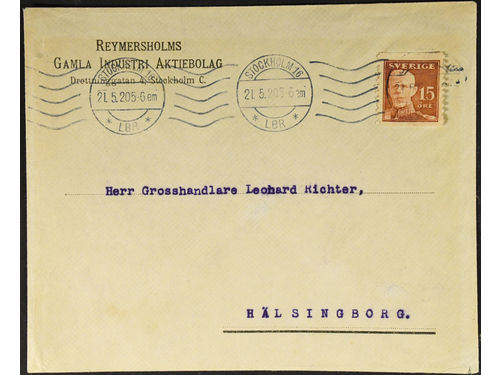 REYMERSHOLMS
GAMLA INDUSTRI AKTIEBOLAG
Drottninggatan 4, Stockholm C.
STOCKHOLM 16
21.5.20 5-6 em
* LBR *
STOCKHOLM 16
21.5.20 5-6 em
* LBR *
SVERIGE
15
ÖRE
Herr Grosshandlare Leohard Richter,
HÄLSINGBORG.